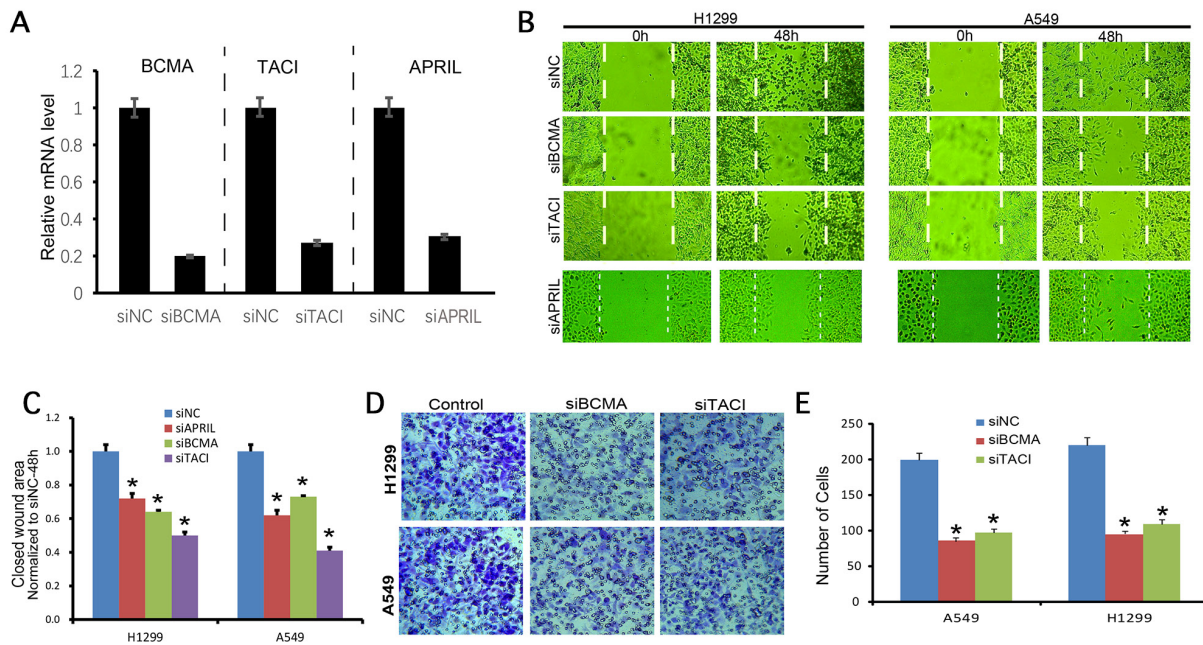 A
BCMA TACI APRIL
Relative mRNA level
1.2
1
0.8
0.6
0.4
0.2
0
siNC siBCMA siNC siTACI siNC siAPRIL
B
H1299 A549
0h 48h 0h 48h
siNC
siBCMA
siTACI
siAPRIL
C
Closed wound area
Normalized to siNC-48h
1.2
1.0
0.8
0.6
0.4
0.2
0.0
siNC
siAPRIL
siBCMA
siTACI
* * * * * *
H1299 A549
D
Control siBCMA siTACI
H1299
A549
E
Number of Cells
250
200
150
100
50
0
siNC
siBCMA
siTACI
* * * *
A549 H1299